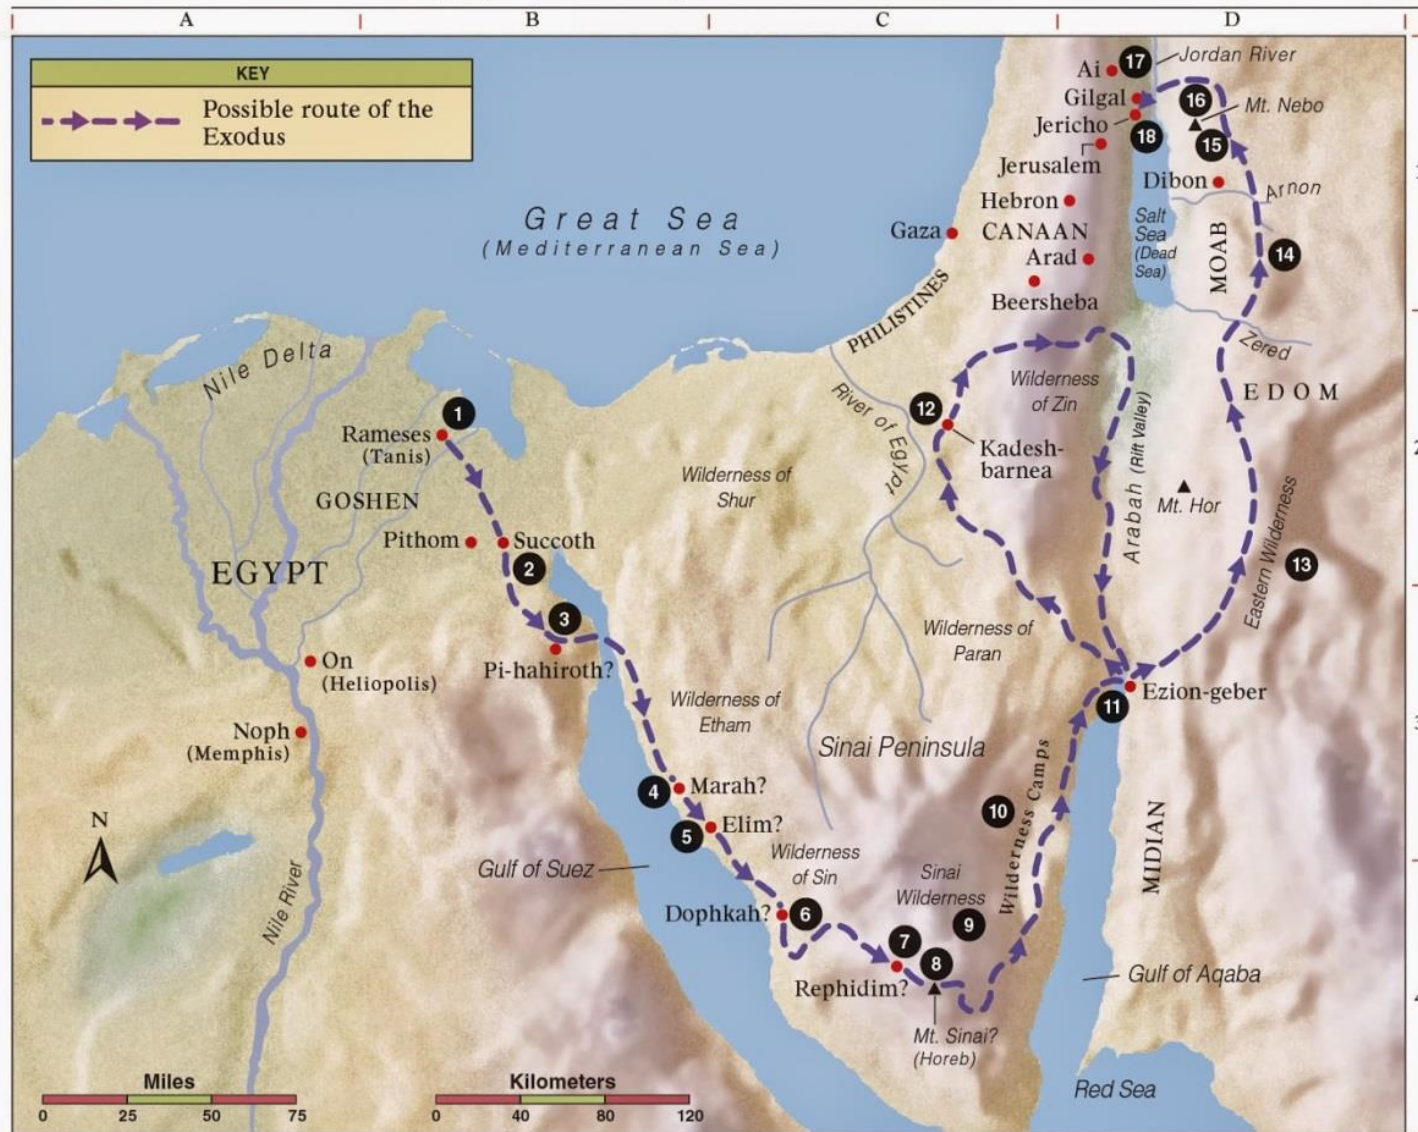 A
B
C
D
KEY
Possible route of the
Exodus
Great Sea
(Mediterranean Sea)
Ai
17
Jordan River
Gilgal
16
Mt. Nebo
Jericho
18
15
Jerusalem
Dibon
Arnon
Hebron
Salt
Sea
(Dead
Sea)
Gaza
CANAAN
MOAB
14
Arad
Beersheba
PHILISTINES
Zered
Nile Delta
Wilderness
of Zin
EDOM
1
12
River of Egypt
Rameses
(Tanis)
Kadesh-
barnea
Arabah (Rift Valley)
Wilderness of
Shur
2
GOSHEN
Mt. Hor
Pithom
Succoth
Eastern Wilderness
EGYPT
2
13
3
Wilderness of
Paran
On
(Heliopolis)
Pi-hahiroth?
Ezion-geber
11
Wilderness of
Etham
Noph
(Memphis)
3
Sinai Peninsula
Marah?
4
Wilderness Camps
10
N
Elim?
5
MIDIAN
Wilderness
of Sin
Gulf of Suez
Sinai
Wilderness
Nile River
Dophkah?
6
9
7
8
Rephidim?
Gulf of Aqaba
4
Mt. Sinai?
(Horeb)
Red Sea
Miles
0 25 50 75
Kilometers
0 40 80 120